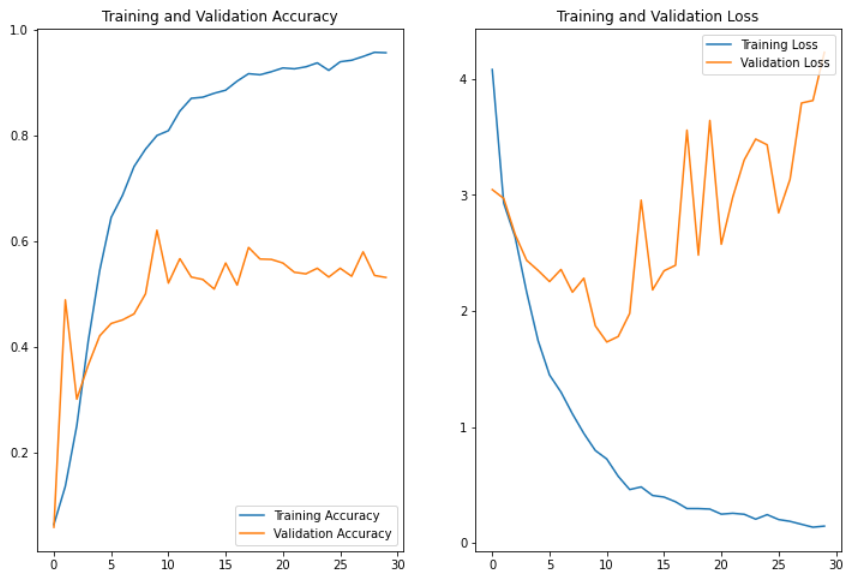 Training and Validation Accuracy
1.0
0.8
0.6
0.4
0.2
0 5 10 15 20 25 30
Training Accuracy
Validation Accuracy
Training and Validation Loss
Training Loss
Validation Loss
4
3
2
1
0
0 5 10 15 20 25 30